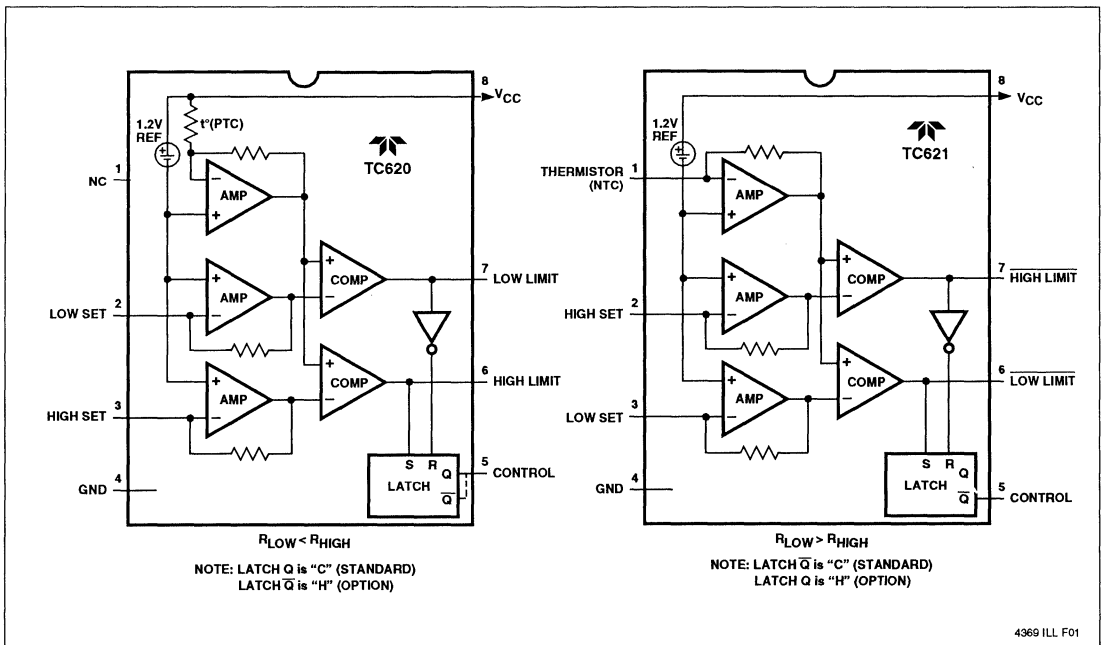 8
VCC
t°(PTC)
1.2V
REF
TC620
1
NC
AMP
−
+
AMP
+
−
COMP
+
−
7
LOW LIMIT
2
LOW SET
AMP
+
−
COMP
+
−
6
HIGH LIMIT
3
HIGH SET
S R
Q
LATCH
Q̅
5
CONTROL
4
GND
RLOW < RHIGH
NOTE: LATCH Q is “C” (STANDARD)
LATCH Q̅ is “H” (OPTION)
8
VCC
1.2V
REF
TC621
THERMISTOR
(NTC)
1
AMP
−
+
AMP
+
−
COMP
+
−
7
H̅I̅G̅H̅ ̅L̅I̅M̅I̅T̅
2
HIGH SET
AMP
+
−
COMP
+
−
6
L̅O̅W̅ ̅L̅I̅M̅I̅T̅
3
LOW SET
S R
Q
LATCH
Q̅
5
CONTROL
4
GND
RLOW > RHIGH
NOTE: LATCH Q̅ is “C” (STANDARD)
LATCH Q is “H” (OPTION)
4369 ILL F01